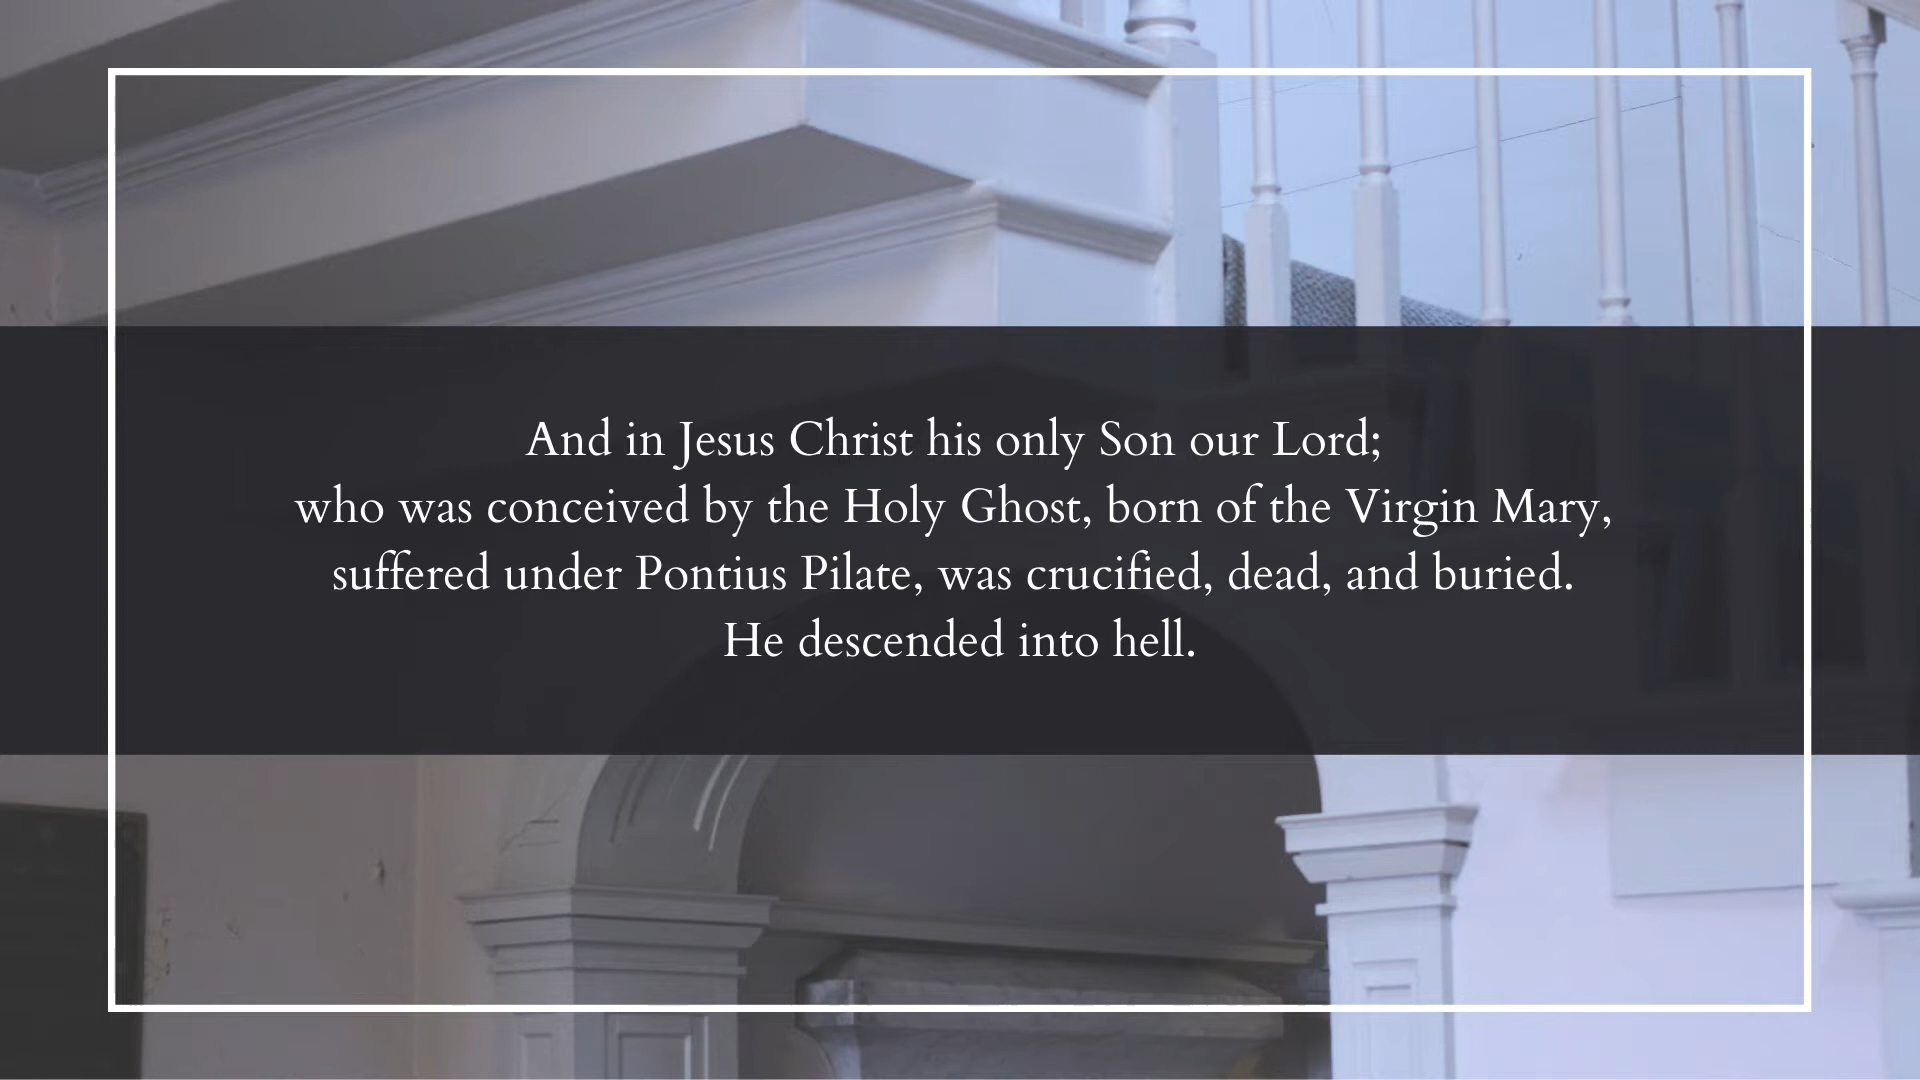 And in Jesus Christ his only Son our Lord;
who was conceived by the Holy Ghost, born of the Virgin Mary,
suffered under Pontius Pilate, was crucified, dead, and buried.
He descended into hell.